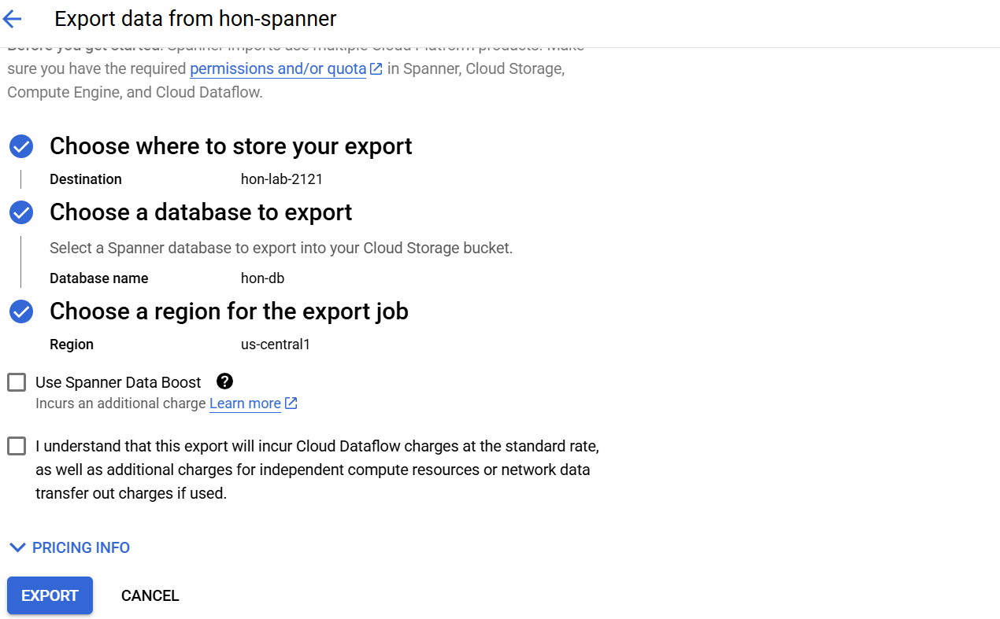 Export data from hon-spanner
Before you get started: Spanner imports use multiple Cloud Platform products. Make
sure you have the required permissions and/or quota in Spanner, Cloud Storage,
Compute Engine, and Cloud Dataflow.
Choose where to store your export
Destination hon-lab-2121
Choose a database to export
Select a Spanner database to export into your Cloud Storage bucket.
Database name hon-db
Choose a region for the export job
Region us-central1
Use Spanner Data Boost ?
Incurs an additional charge Learn more
I understand that this export will incur Cloud Dataflow charges at the standard rate,
as well as additional charges for independent compute resources or network data
transfer out charges if used.
PRICING INFO
EXPORT CANCEL